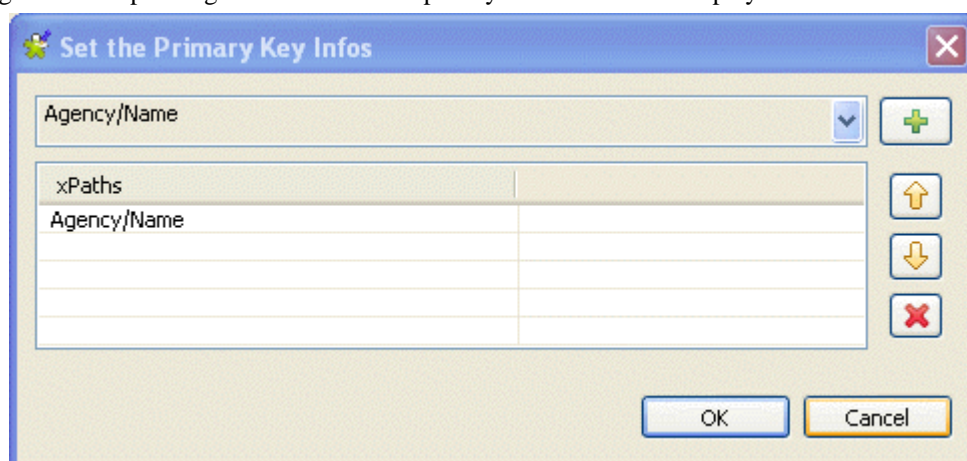 Set the Primary Key Infos
Agency/Name
xPaths
Agency/Name
OK Cancel